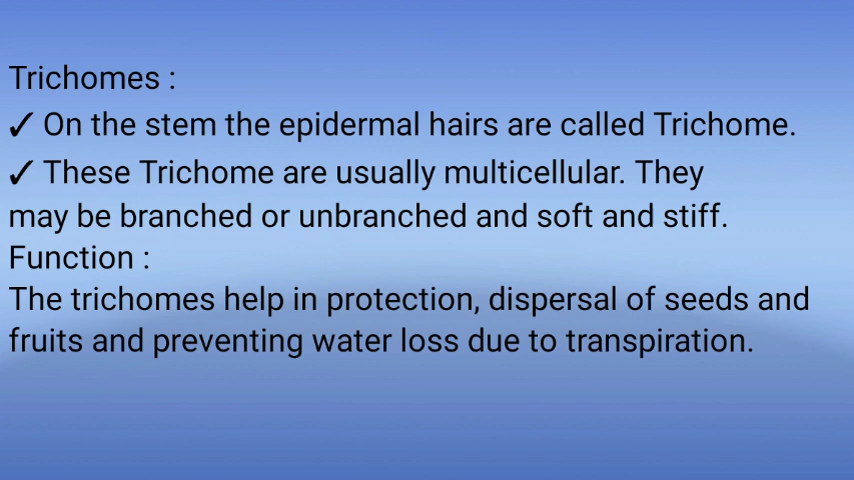 Trichomes :
✓ On the stem the epidermal hairs are called Trichome.
✓ These Trichome are usually multicellular. They
may be branched or unbranched and soft and stiff.
Function :
The trichomes help in protection, dispersal of seeds and
fruits and preventing water loss due to transpiration.